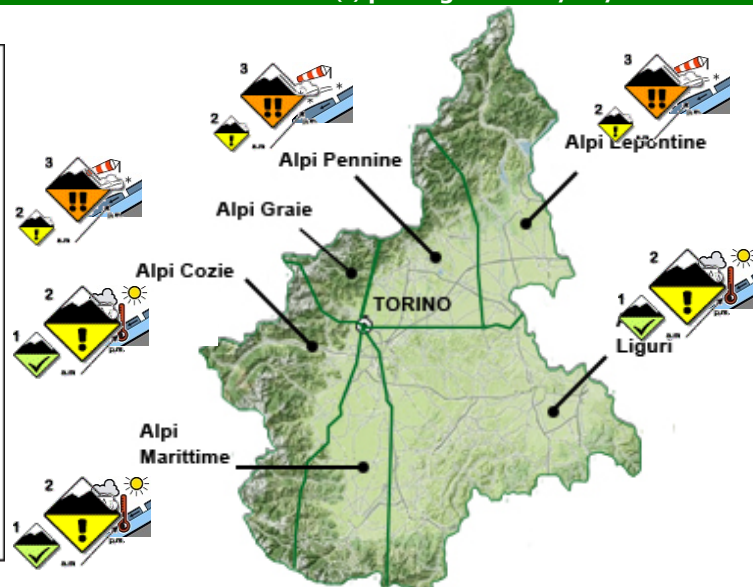 3
2
a.m
Alpi Pennine
3
2
Alpi Lepontine
3
2
a.m
Alpi Graie
Alpi Cozie
TORINO
2
1
a.m
p.m.
2
1
a.m
p.m.
Liguri
Alpi
Marittime
2
1
a.m
p.m.